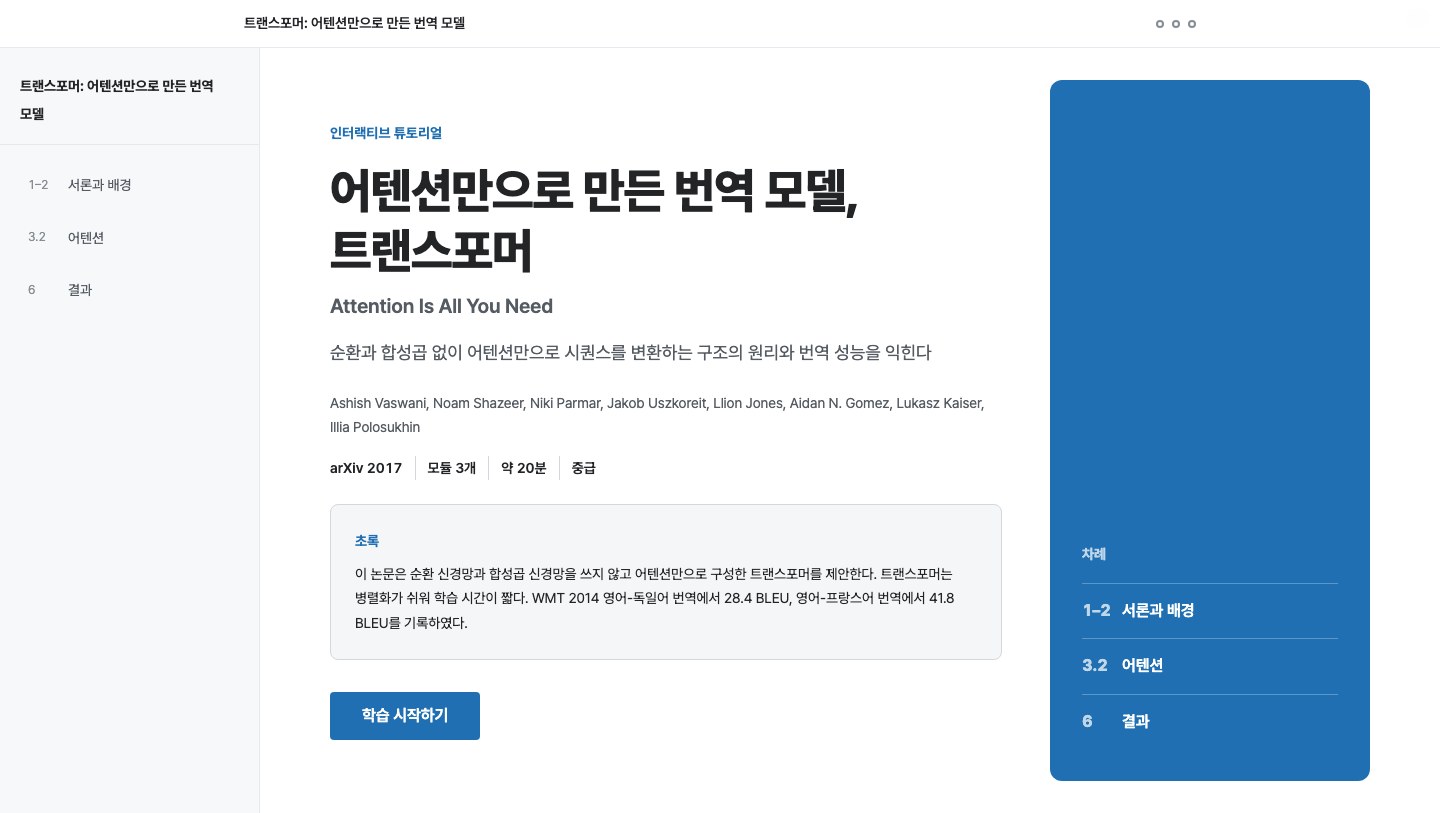 트랜스포머: 어텐션만으로 만든 번역 모델
트랜스포머: 어텐션만으로 만든 번역
모델
1–2 서론과 배경
3.2 어텐션
6 결과
인터랙티브 튜토리얼
어텐션만으로 만든 번역 모델,
트랜스포머
Attention Is All You Need
순환과 합성곱 없이 어텐션만으로 시퀀스를 변환하는 구조의 원리와 번역 성능을 익힌다
Ashish Vaswani, Noam Shazeer, Niki Parmar, Jakob Uszkoreit, Llion Jones, Aidan N. Gomez, Lukasz Kaiser,
Illia Polosukhin
arXiv 2017 모듈 3개 약 20분 중급
초록
이 논문은 순환 신경망과 합성곱 신경망을 쓰지 않고 어텐션만으로 구성한 트랜스포머를 제안한다. 트랜스포머는
병렬화가 쉬워 학습 시간이 짧다. WMT 2014 영어-독일어 번역에서 28.4 BLEU, 영어-프랑스어 번역에서 41.8
BLEU를 기록하였다.
학습 시작하기
차례
1–2 서론과 배경
3.2 어텐션
6 결과